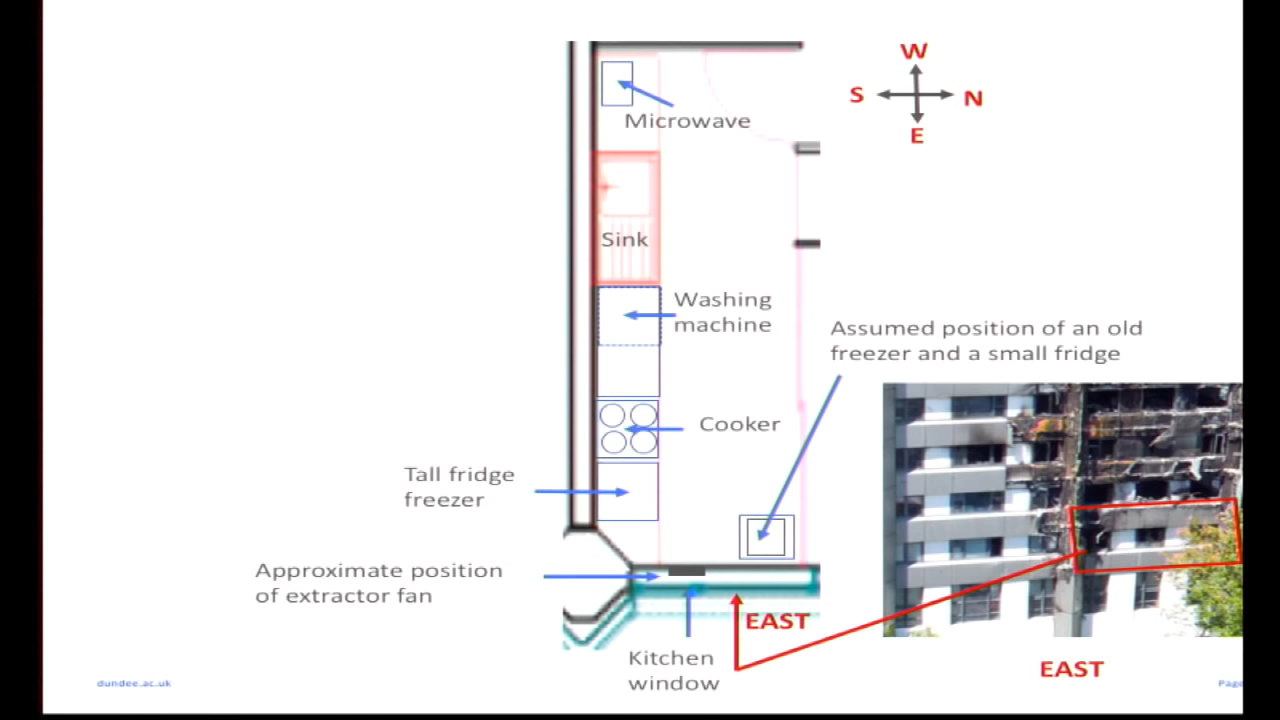 W
S
N
E
Microwave
Sink
Washing
machine
Assumed position of an old
freezer and a small fridge
Cooker
Tall fridge
freezer
Approximate position
of extractor fan
EAST
Kitchen
window
EAST
dundee.ac.uk
Page